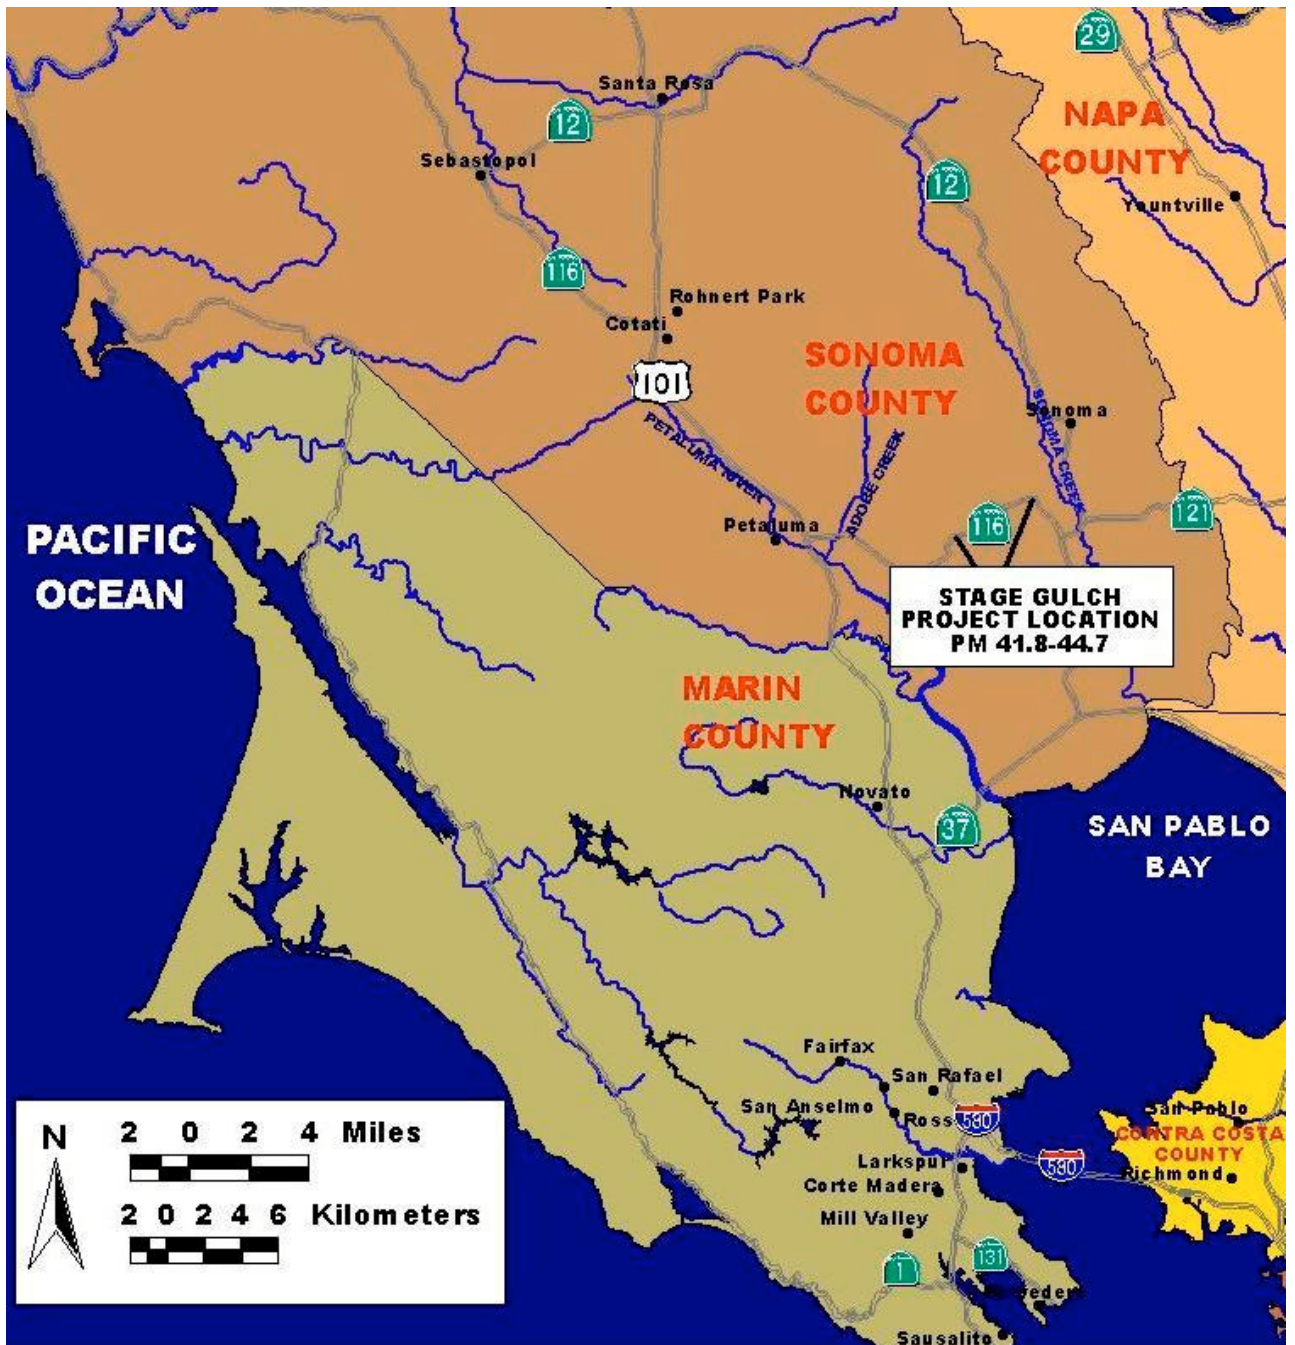 29
Santa Rosa
12
NAPA
COUNTY
Sebastopol
12
Yountville
116
Rohnert Park
Cotati
SONOMA
COUNTY
101
Sonoma
SONOMA CREEK
PETALUMA RIVER
ADOBE CREEK
Petaluma
116
121
PACIFIC
OCEAN
STAGE GULCH
PROJECT LOCATION
PM 41.8-44.7
MARIN
COUNTY
Novato
37
SAN PABLO
BAY
Fairfax
San Rafael
San Anselmo
Ross
580
San Pablo
CONTRA COSTA
COUNTY
Larkspur
580
Richmond
Corte Madera
Mill Valley
1
131
Belvedere
Sausalito
N
2 0 2 4 Miles
2 0 2 4 6 Kilometers